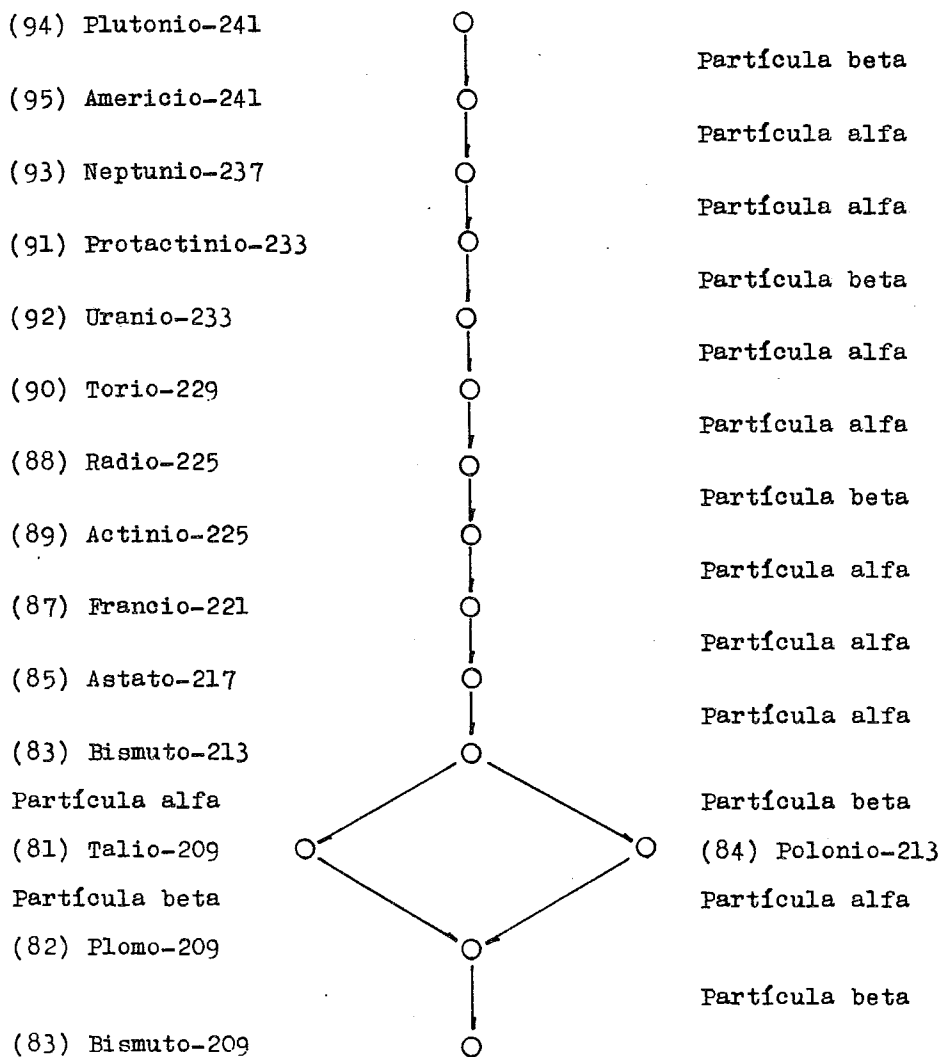 (94) Plutonio-241
Partícula beta
(95) Americio-241
Partícula alfa
(93) Neptunio-237
Partícula alfa
(91) Protactinio-233
Partícula beta
(92) Uranio-233
Partícula alfa
(90) Torio-229
Partícula alfa
(88) Radio-225
Partícula beta
(89) Actinio-225
Partícula alfa
(87) Francio-221
Partícula alfa
(85) Astato-217
Partícula alfa
(83) Bismuto-213
Partícula alfa Partícula beta
(81) Talio-209 (84) Polonio-213
Partícula beta Partícula alfa
(82) Plomo-209
Partícula beta
(83) Bismuto-209